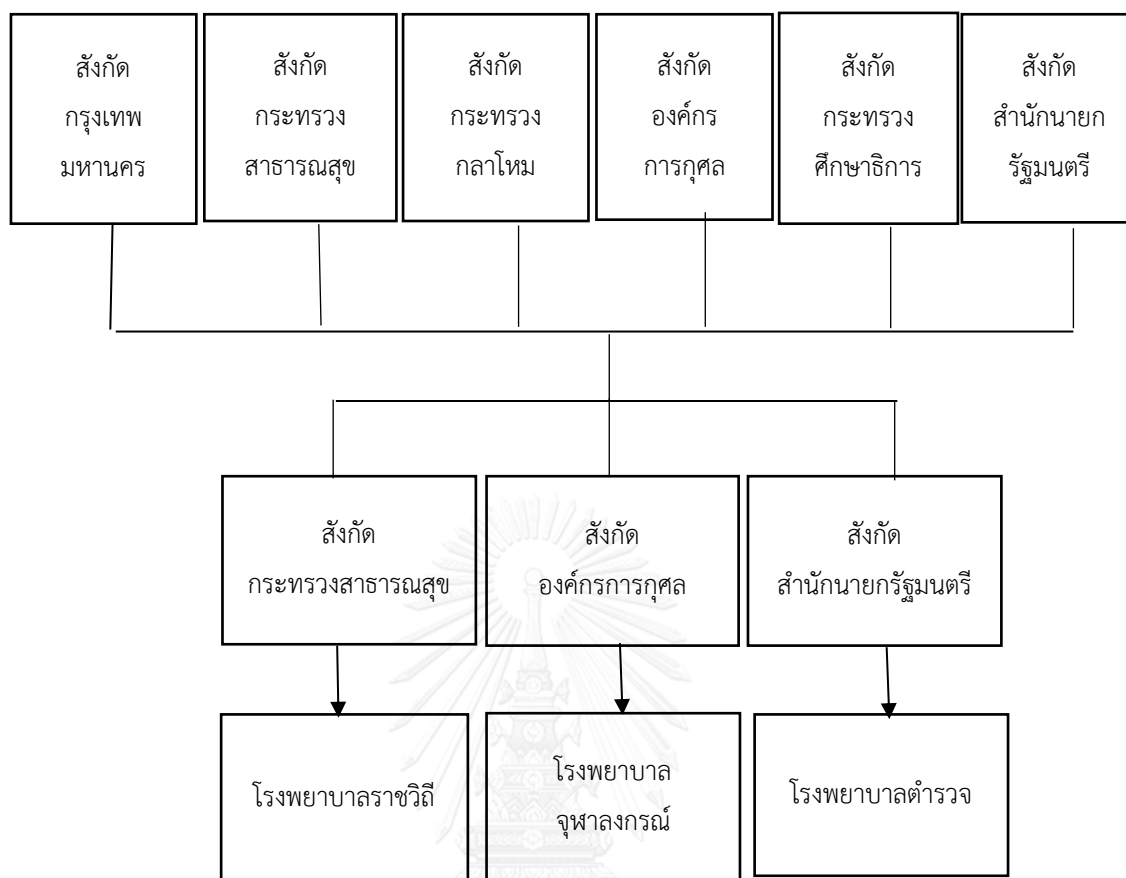 สังกัด
กรุงเทพ
มหานคร
สังกัด
กระทรวง
สาธารณสุข
สังกัด
กระทรวง
กลาโหม
สังกัด
องค์กร
การกุศล
สังกัด
กระทรวง
ศึกษาธิการ
สังกัด
สำนักนายก
รัฐมนตรี
สังกัด
กระทรวงสาธารณสุข
สังกัด
องค์กรการกุศล
สังกัด
สำนักนายกรัฐมนตรี
โรงพยาบาลราชวิถี
โรงพยาบาล
จุฬาลงกรณ์
โรงพยาบาลตำรวจ